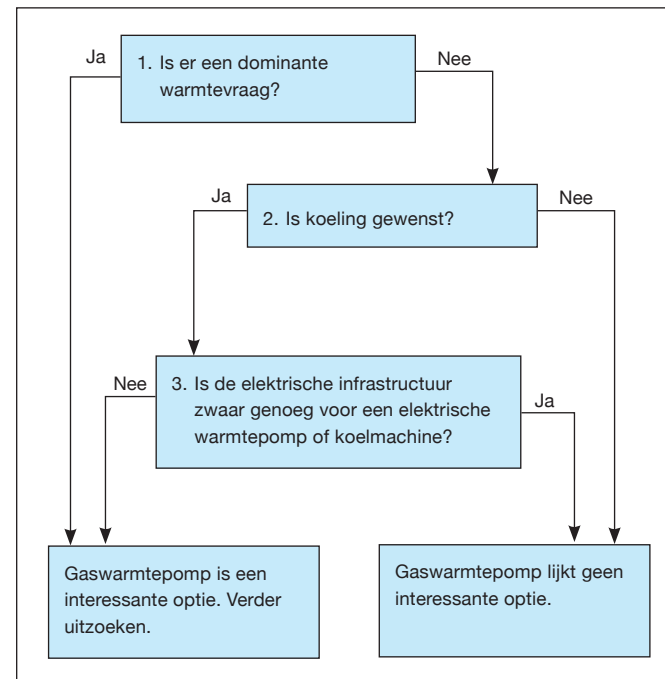 Ja
1. Is er een dominante
warmtevraag?
Nee
Ja
2. Is koeling gewenst?
Nee
Nee
3. Is de elektrische infrastructuur
zwaar genoeg voor een elektrische
warmtepomp of koelmachine?
Ja
Gaswarmtepomp is een
interessante optie. Verder
uitzoeken.
Gaswarmtepomp lijkt geen
interessante optie.